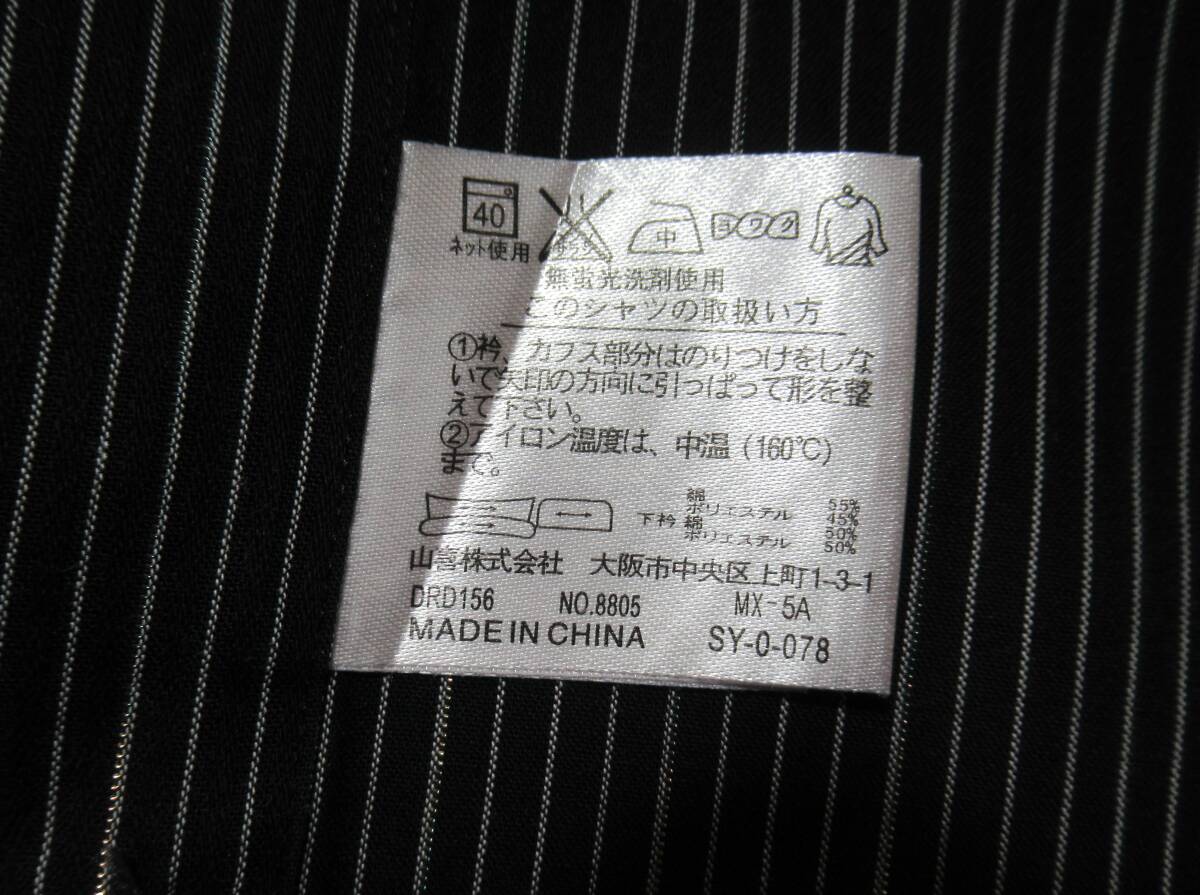 40 中 ヨワク
ネット使用
無蛍光洗剤使用
このシャツの取扱い方
①衿、カフス部分はのりつけをしな
いで矢印の方向に引っぱって形を整
えて下さい。
②アイロン温度は、中温(160℃)
まで。
綿 55%
ポリエステル 45%
下衿 綿 50%
ポリエステル 50%
山喜株式会社 大阪市中央区上町1-3-1
DRD156 NO.8805 MX-5A
MADE IN CHINA SY-0-078